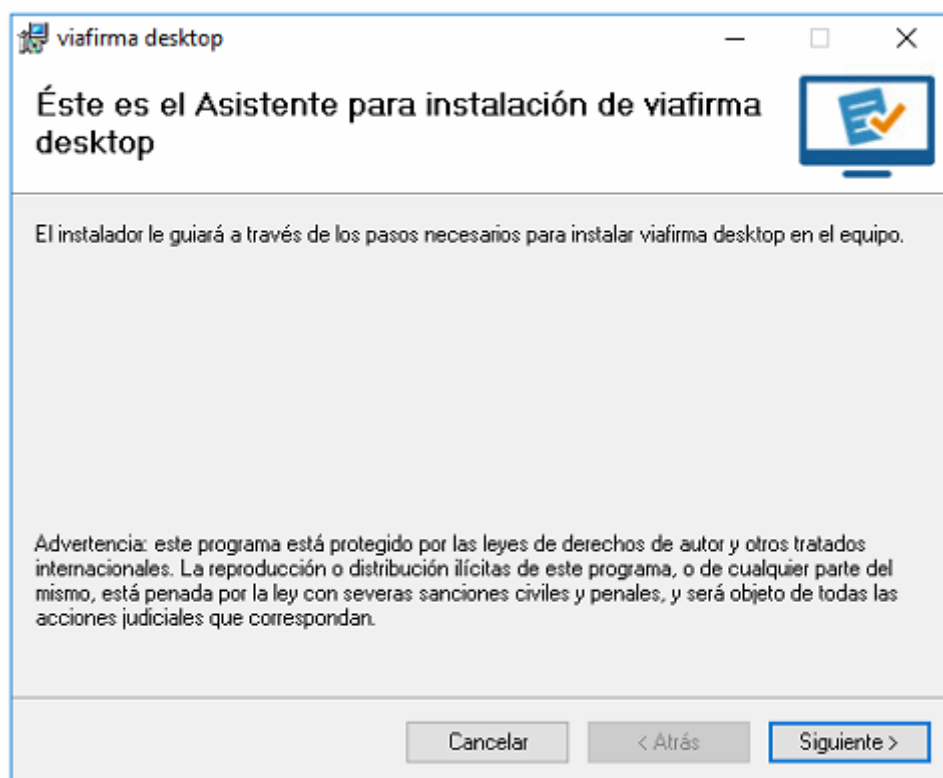 viafirma desktop
Éste es el Asistente para instalación de viafirma
desktop
El instalador le guiará a través de los pasos necesarios para instalar viafirma desktop en el equipo.
Advertencia: este programa está protegido por las leyes de derechos de autor y otros tratados
internacionales. La reproducción o distribución ilícitas de este programa, o de cualquier parte del
mismo, está penada por la ley con severas sanciones civiles y penales, y será objeto de todas las
acciones judiciales que correspondan.
Cancelar < Atrás Siguiente >